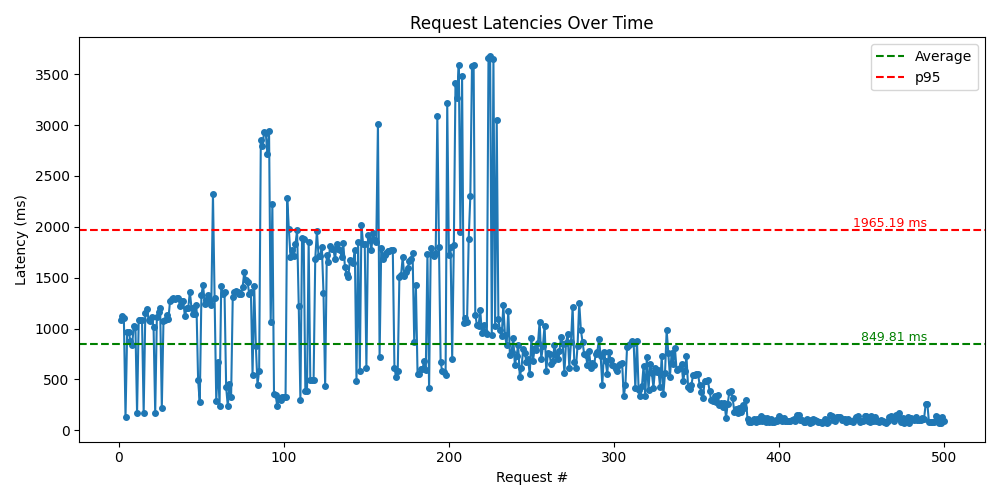 Request Latencies Over Time
Average
p95
3500
3000
2500
2000
1500
1000
500
0
Latency (ms)
1965.19 ms
849.81 ms
0
100
200
300
400
500
Request #